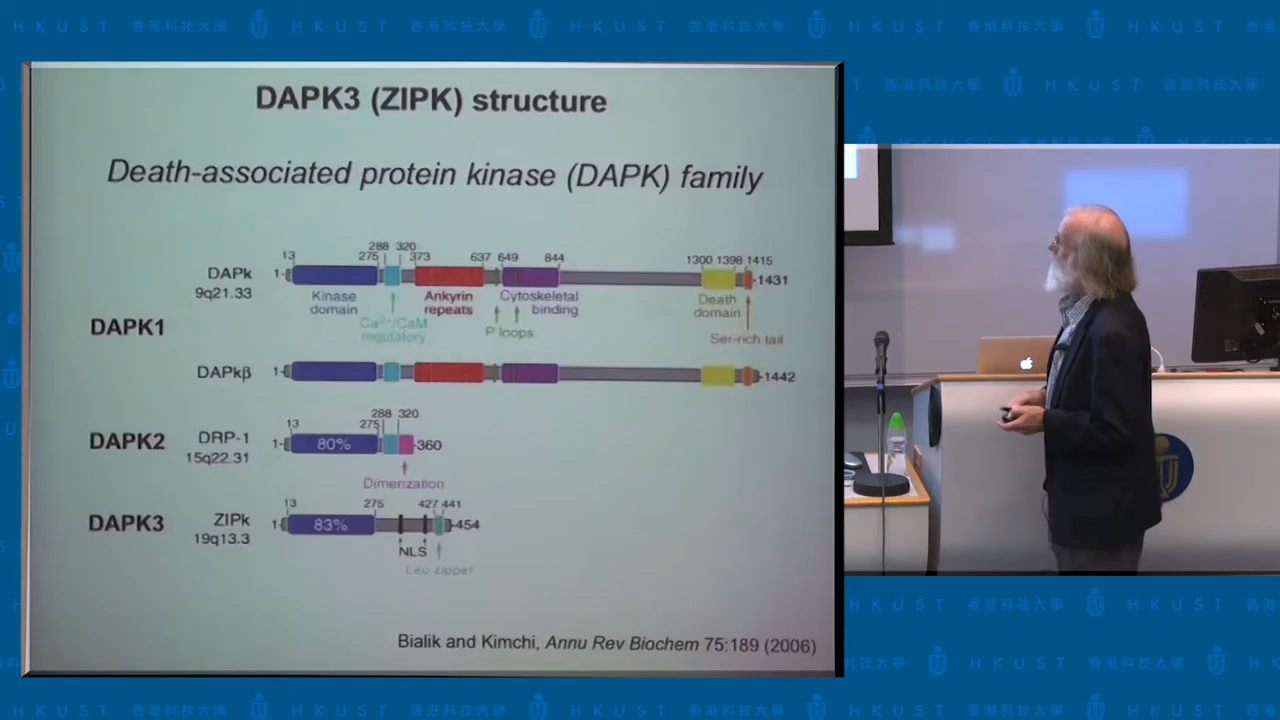 DAPK3 (ZIPK) structure
Death-associated protein kinase (DAPK) family
13 275 288 320 373 637 649 844 1300 1398 1415
DAPk 1- -1431
9q21.33
Kinase domain
Ca2+/CaM regulatory
Ankyrin repeats
P loops
Cytoskeletal binding
Death domain
Ser-rich tail
DAPK1
DAPkβ 1- -1442
13 275 288 320
DAPK2 DRP-1 1- 80% -360
15q22.31
Dimerization
13 275 427 441
DAPK3 ZIPk 1- 83% -454
19q13.3
NLS
Leu zipper
Bialik and Kimchi, Annu Rev Biochem 75:189 (2006)
HKUST 香港科技大學